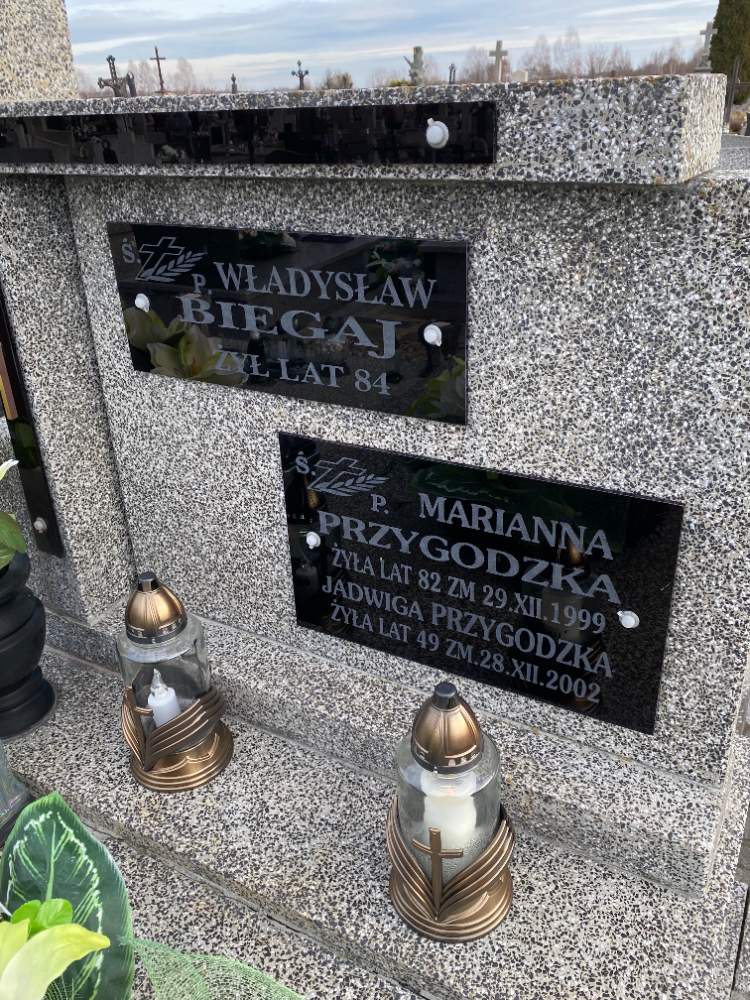 Ś. P. WŁADYSŁAW
BIEGAJ
ŻYŁ LAT 84
Ś. P. MARIANNA
PRZYGODZKA
ŻYŁA LAT 82 ZM 29.XII.1999
JADWIGA PRZYGODZKA
ŻYŁA LAT 49 ZM.28.XII.2002